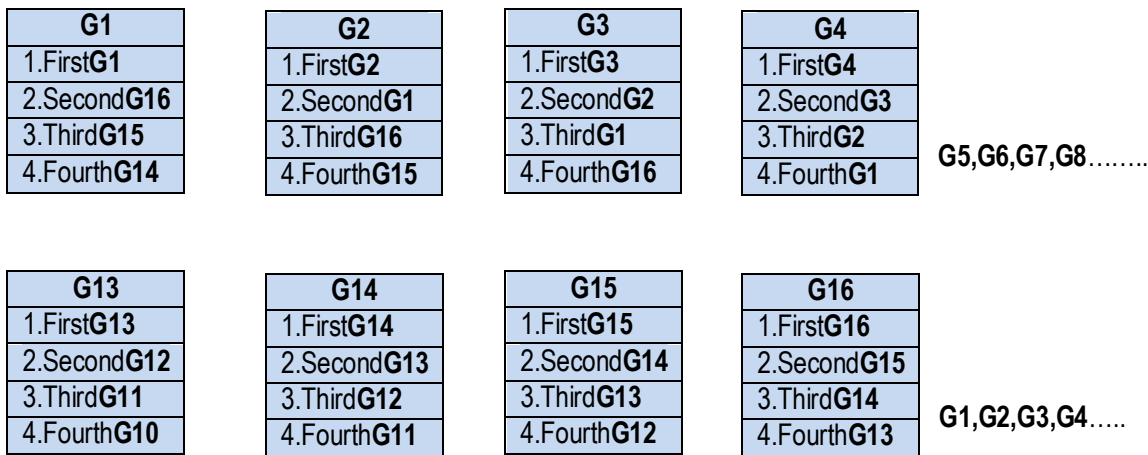 G1
1.FirstG1
2.SecondG16
3.ThirdG15
4.FourthG14
G2
1.FirstG2
2.SecondG1
3.ThirdG16
4.FourthG15
G3
1.FirstG3
2.SecondG2
3.ThirdG1
4.FourthG16
G4
1.FirstG4
2.SecondG3
3.ThirdG2
4.FourthG1
G5,G6,G7,G8……..
G13
1.FirstG13
2.SecondG12
3.ThirdG11
4.FourthG10
G14
1.FirstG14
2.SecondG13
3.ThirdG12
4.FourthG11
G15
1.FirstG15
2.SecondG14
3.ThirdG13
4.FourthG12
G16
1.FirstG16
2.SecondG15
3.ThirdG14
4.FourthG13
G1,G2,G3,G4…..